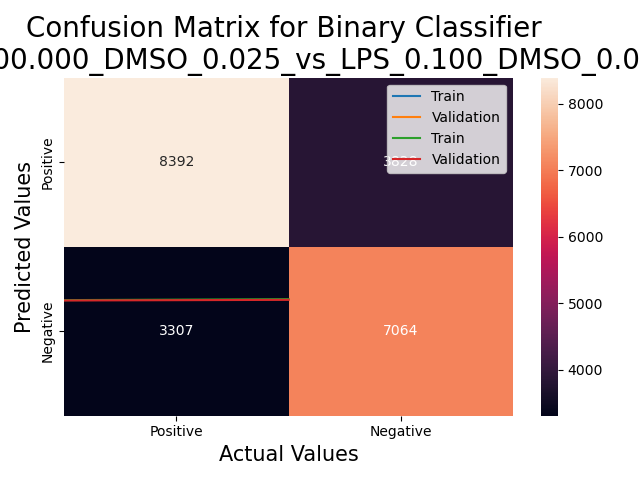 Confusion Matrix for Binary Classifier
00.000_DMSO_0.025_vs_LPS_0.100_DMSO_0.0
Train
Validation
Train
Validation
8392
3307
7064
Positive
Negative
Predicted Values
Positive
Negative
Actual Values
8000
7000
6000
5000
4000